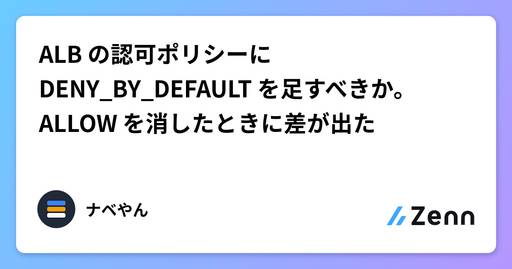 ALB の認可ポリシーに
DENY_BY_DEFAULT を足すべきか。
ALLOW を消したときに差が出た
ナベやん
Zenn